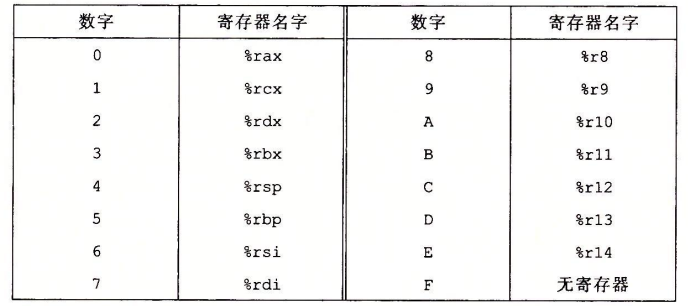 数字 寄存器名字 数字 寄存器名字
0 %rax 8 %r8
1 %rcx 9 %r9
2 %rdx A %r10
3 %rbx B %r11
4 %rsp C %r12
5 %rbp D %r13
6 %rsi E %r14
7 %rdi F 无寄存器